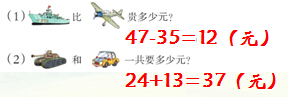 (1) 比 贵多少元?
47-35=12（元）
(2) 和 一共要多少元?
24+13=37（元）